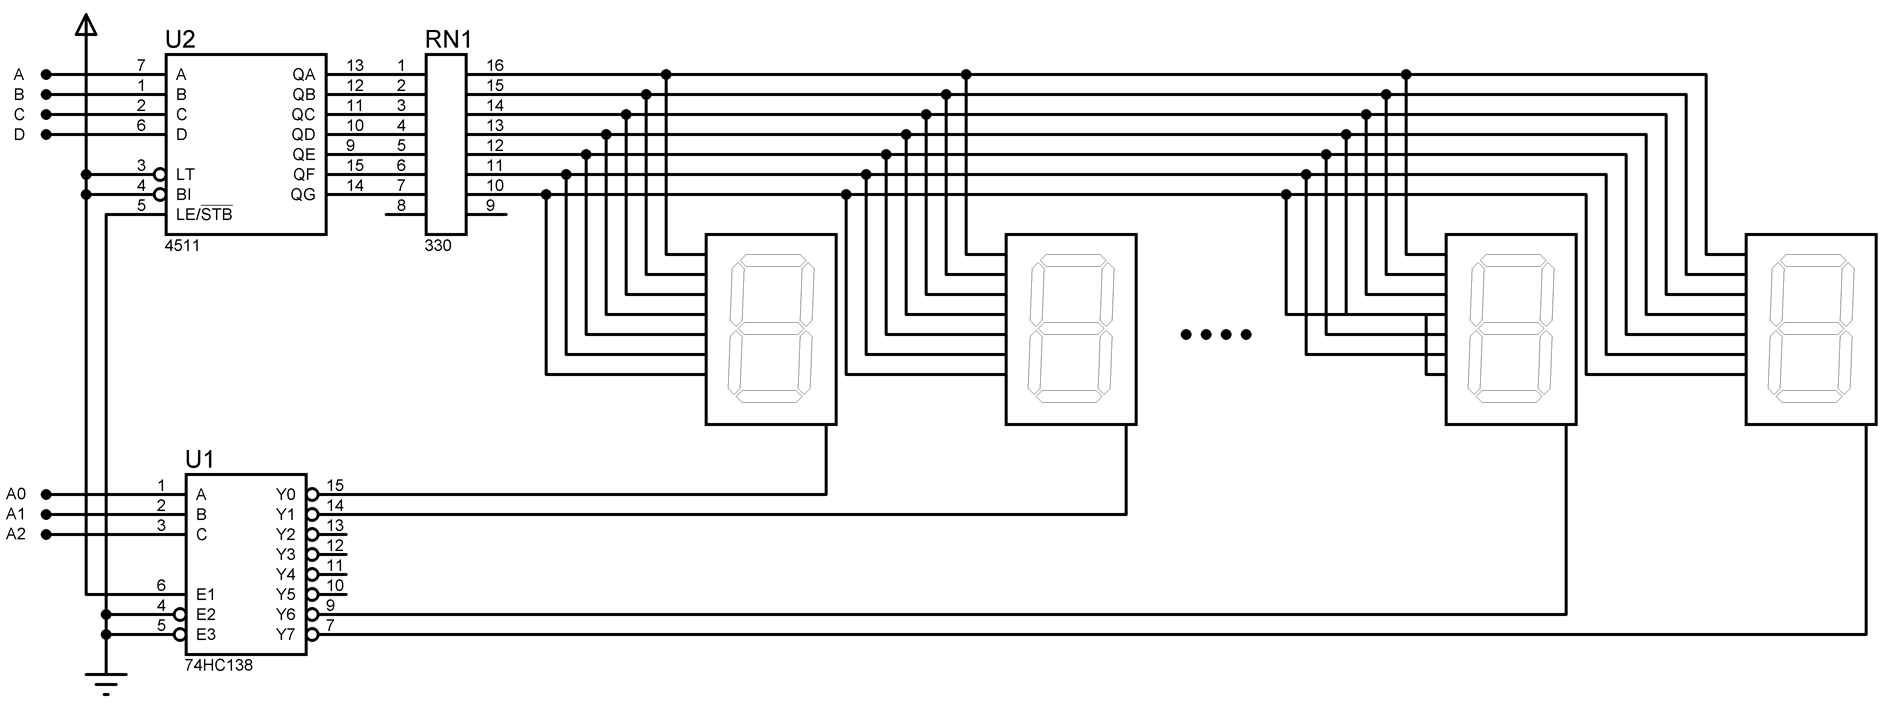 U2 RN1
A 7 A QA 13 1 16
B 1 B QB 12 2 15
C 2 C QC 11 3 14
D 6 D QD 10 4 13
QE 9 5 12
3 LT QF 15 6 11
4 BI QG 14 7 10
5 LE/STB 8 9
4511 330
U1
A0 1 A Y0 15
A1 2 B Y1 14
A2 3 C Y2 13
Y3 12
Y4 11
6 E1 Y5 10
4 E2 Y6 9
5 E3 Y7 7
74HC138